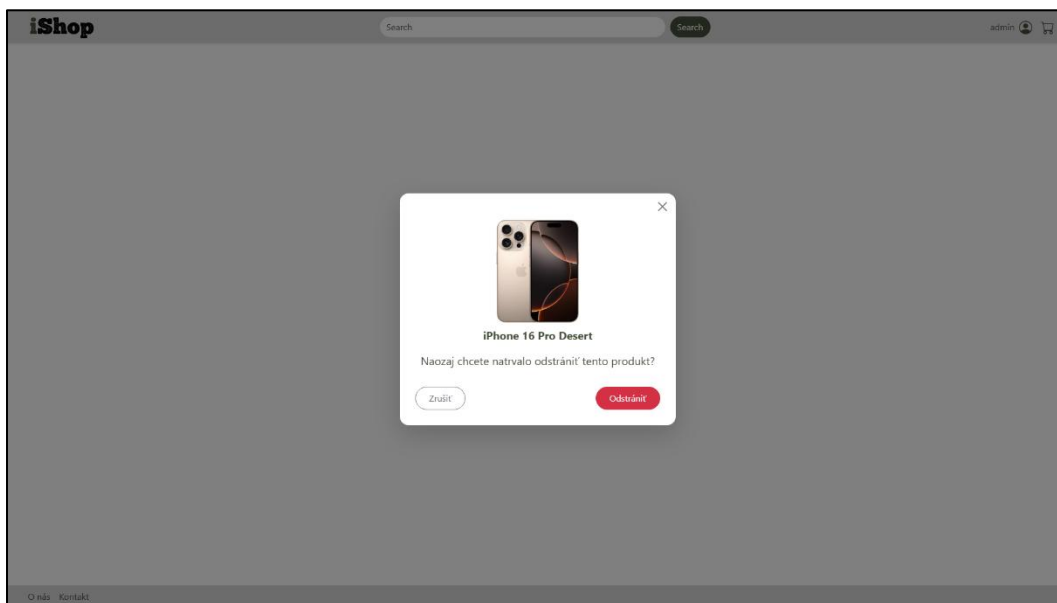 iShop
Search
Search
admin
iPhone 16 Pro Desert
Naozaj chcete natrvalo odstrániť tento produkt?
Zrušiť
Odstrániť
O nás Kontakt